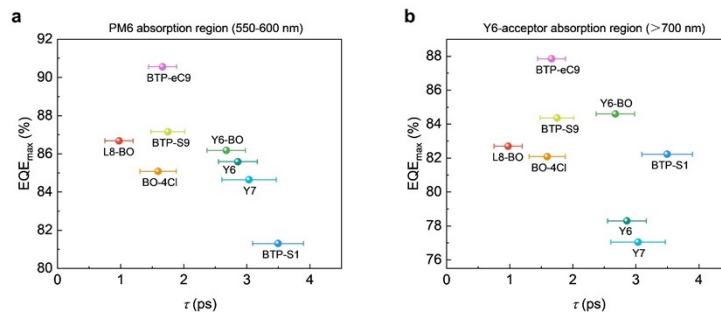 a
PM6 absorption region (550-600 nm)
92
90
88
86
84
82
80
EQEmax (%)
BTP-eC9
BTP-S9
L8-BO
BO-4Cl
Y6-BO
Y6
Y7
BTP-S1
0 1 2 3 4
τ (ps)
b
Y6-acceptor absorption region (>700 nm)
88
86
84
82
80
78
76
EQEmax (%)
BTP-eC9
Y6-BO
BTP-S9
L8-BO
BO-4Cl
BTP-S1
Y6
Y7
0 1 2 3 4
τ (ps)